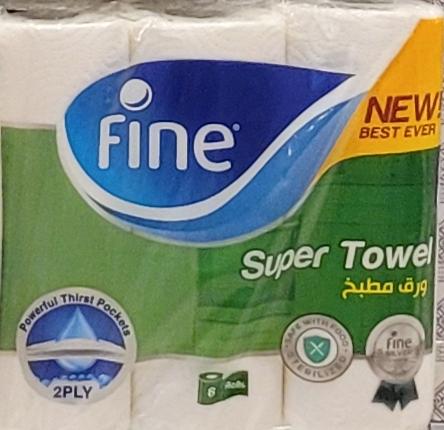 fine
NEW
BEST EVER
Super Towel
ورق مطبخ
Powerful Thirst Pockets
2PLY
6 Rolls
SAFE WITH FOOD
STERILIZED
fine
SILVER